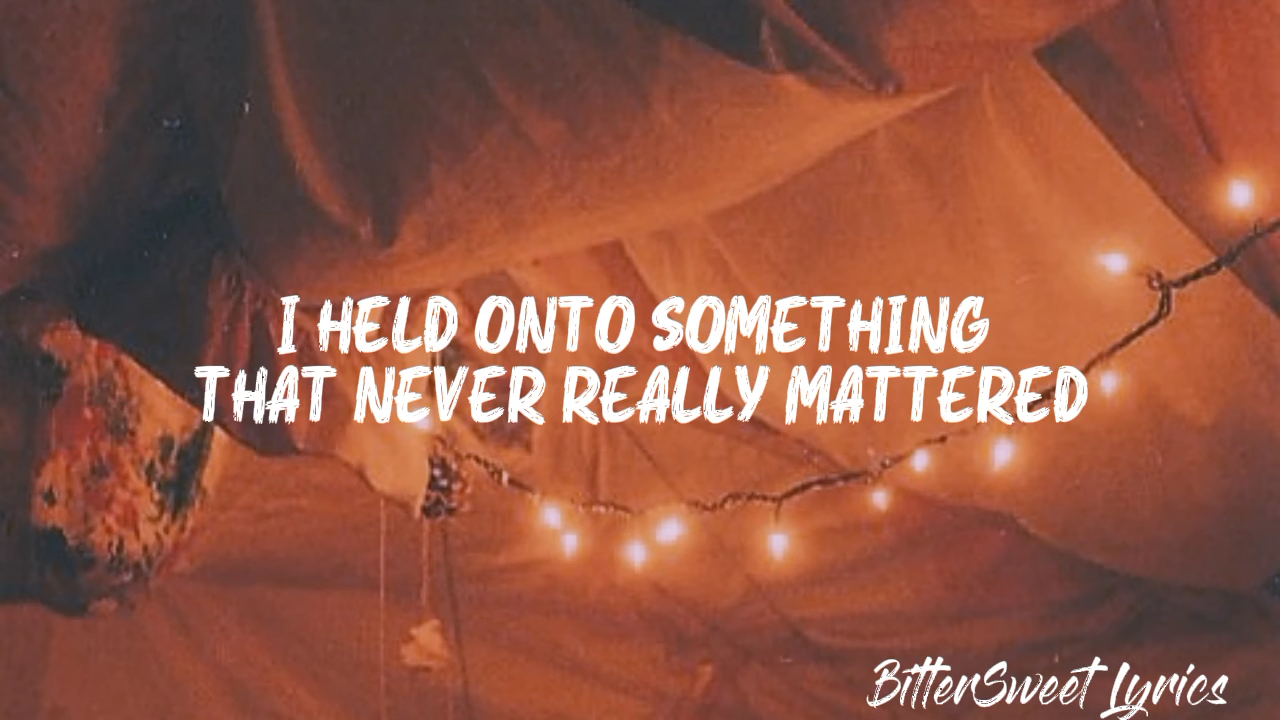 I HELD ONTO SOMETHING
THAT NEVER REALLY MATTERED
BitterSweet Lyrics